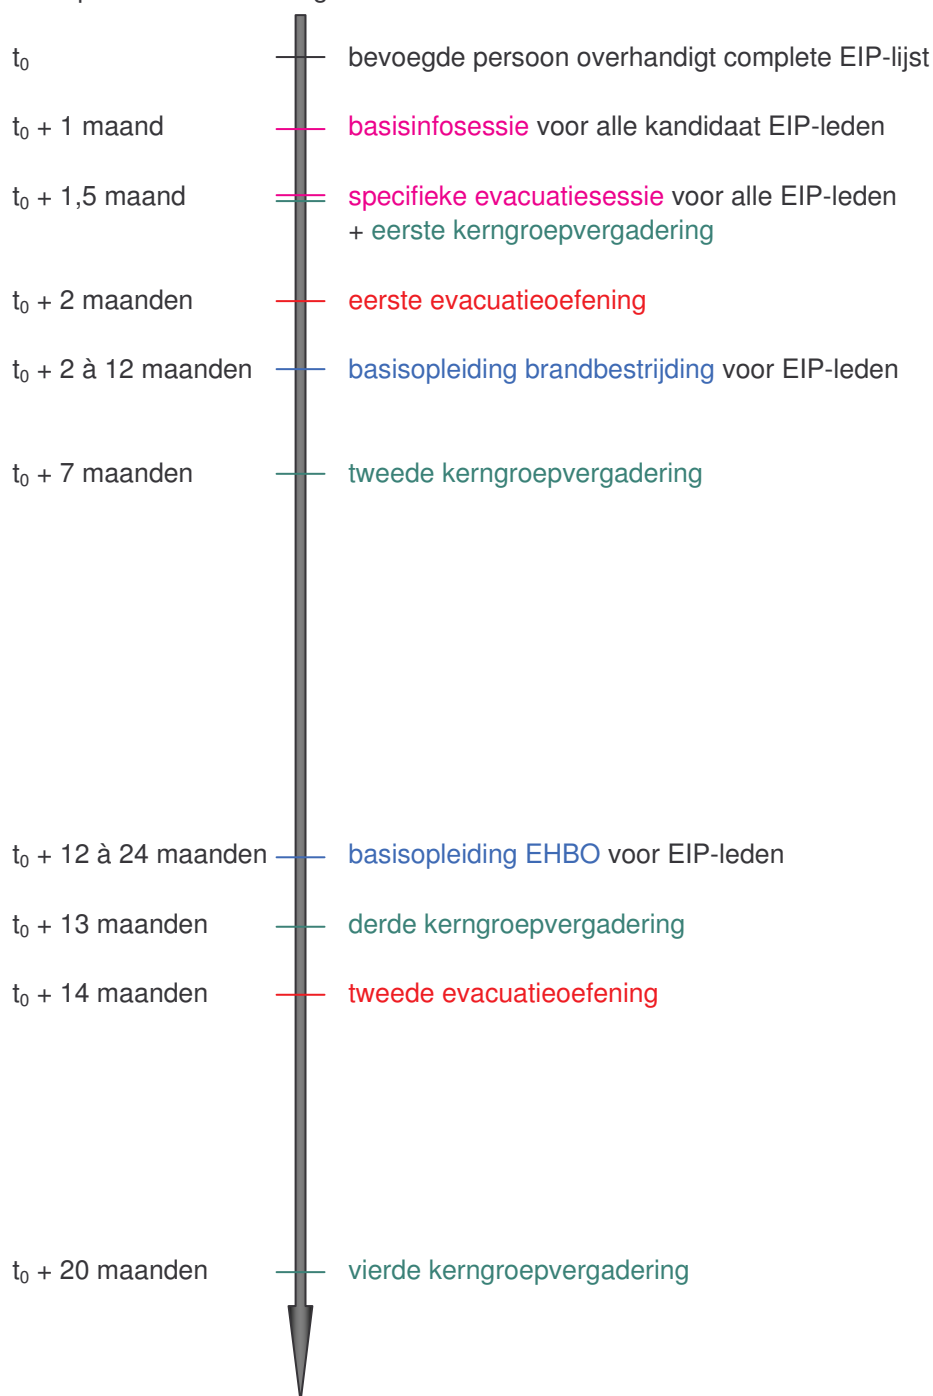 t0 bevoegde persoon overhandigt complete EIP-lijst
t0 + 1 maand basisinfosessie voor alle kandidaat EIP-leden
t0 + 1,5 maand specifieke evacuatiesessie voor alle EIP-leden
+ eerste kerngroepvergadering
t0 + 2 maanden eerste evacuatieoefening
t0 + 2 à 12 maanden basisopleiding brandbestrijding voor EIP-leden
t0 + 7 maanden tweede kerngroepvergadering
t0 + 12 à 24 maanden basisopleiding EHBO voor EIP-leden
t0 + 13 maanden derde kerngroepvergadering
t0 + 14 maanden tweede evacuatieoefening
t0 + 20 maanden vierde kerngroepvergadering